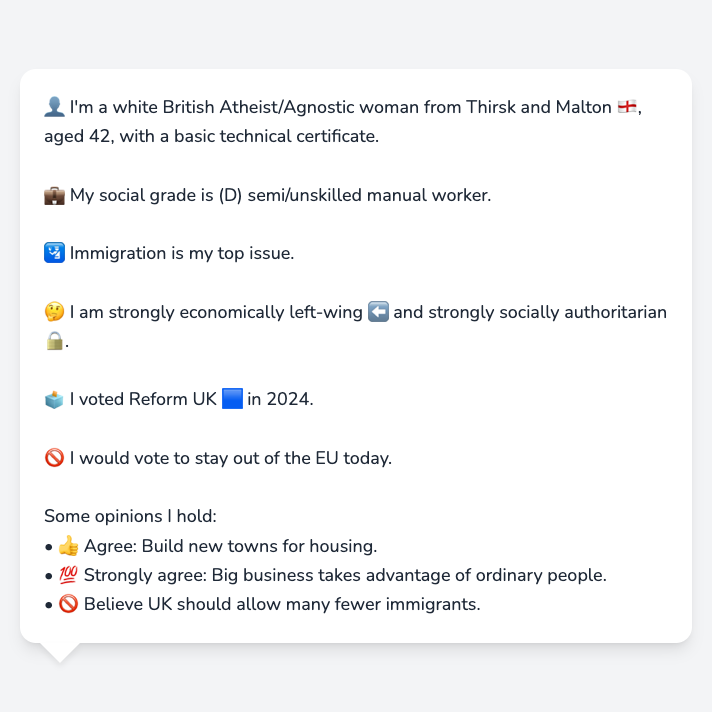 👤 I'm a white British Atheist/Agnostic woman from Thirsk and Malton 🏴󠁧󠁢󠁥󠁮󠁧󠁿,
aged 42, with a basic technical certificate.
💼 My social grade is (D) semi/unskilled manual worker.
🛂 Immigration is my top issue.
🤔 I am strongly economically left-wing ⬅️ and strongly socially authoritarian
🔒.
🗳️ I voted Reform UK 🟦 in 2024.
🚫 I would vote to stay out of the EU today.
Some opinions I hold:
• 👍 Agree: Build new towns for housing.
• 💯 Strongly agree: Big business takes advantage of ordinary people.
• 🚫 Believe UK should allow many fewer immigrants.